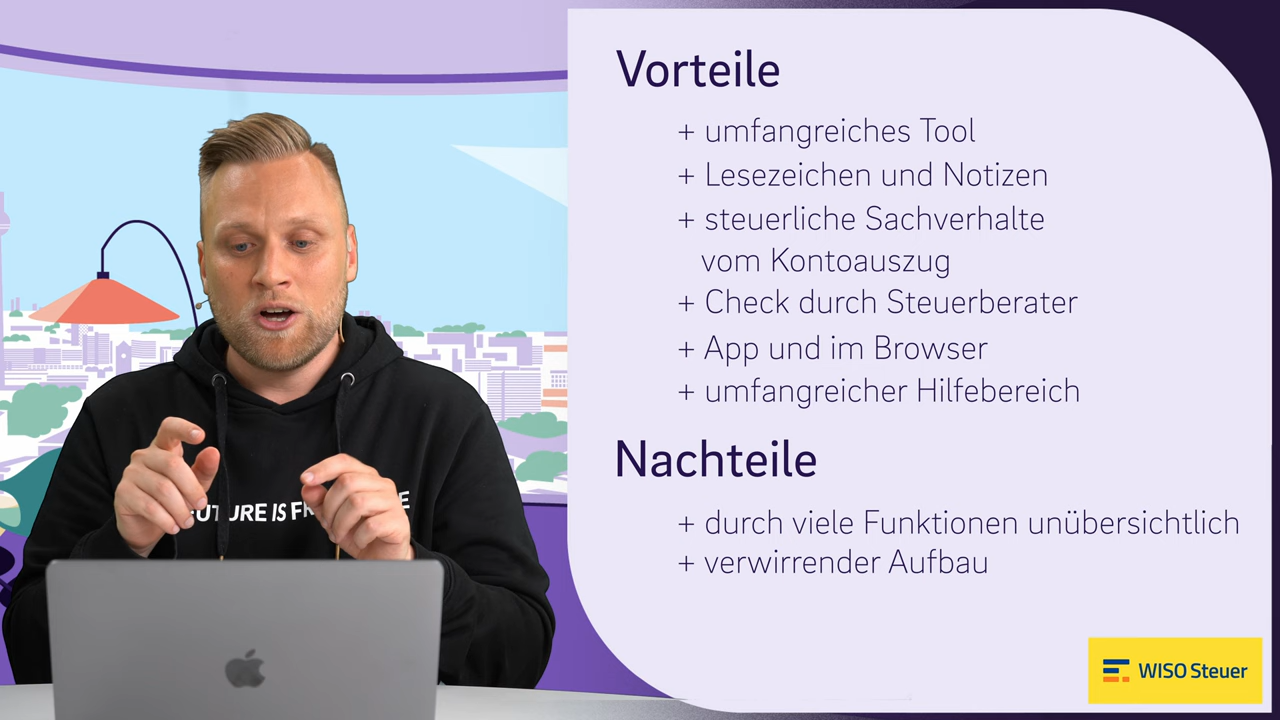 Vorteile
+ umfangreiches Tool
+ Lesezeichen und Notizen
+ steuerliche Sachverhalte
vom Kontoauszug
+ Check durch Steuerberater
+ App und im Browser
+ umfangreicher Hilfebereich
Nachteile
+ durch viele Funktionen unübersichtlich
+ verwirrender Aufbau
WISO Steuer
IS